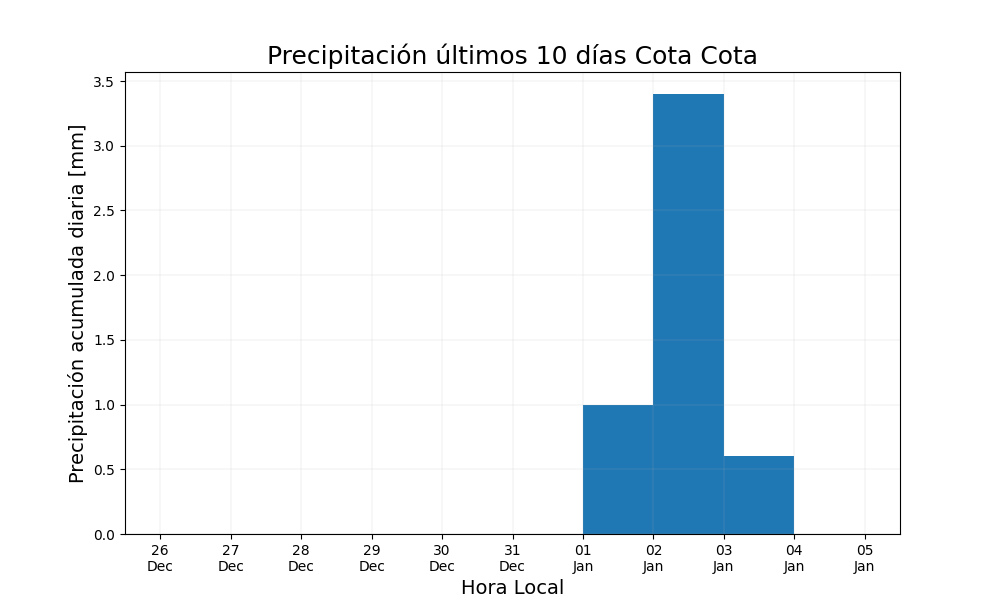 Precipitación últimos 10 días Cota Cota
Precipitación acumulada diaria [mm]
3.5
3.0
2.5
2.0
1.5
1.0
0.5
0.0
26 27 28 29 30 31 01 02 03 04 05
Dec Dec Dec Dec Dec Dec Jan Jan Jan Jan Jan
Hora Local